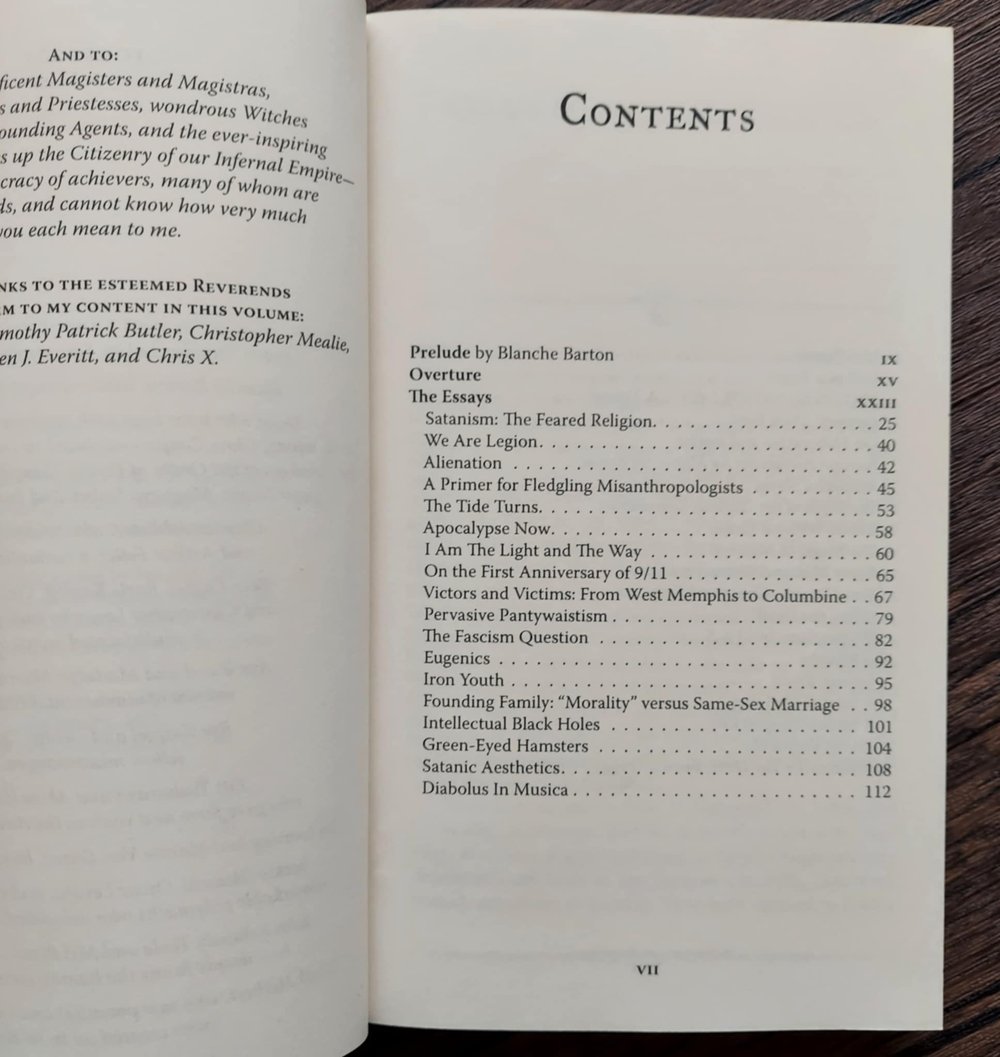 AND TO:
ficent Magisters and Magistras,
s and Priestesses, wondrous Witches
ounding Agents, and the ever-inspiring
s up the Citizenry of our Infernal Empire—
cracy of achievers, many of whom are
ds, and cannot know how very much
you each mean to me.
NKS TO THE ESTEEMED REVERENDS
M TO MY CONTENT IN THIS VOLUME:
mothy Patrick Butler, Christopher Mealie,
en J. Everitt, and Chris X.
CONTENTS
Prelude by Blanche Barton IX
Overture XV
The Essays XXIII
Satanism: The Feared Religion. . . . . . . . . . . . . . . . . . . 25
We Are Legion. . . . . . . . . . . . . . . . . . . . . . . . . . . . . 40
Alienation . . . . . . . . . . . . . . . . . . . . . . . . . . . . . . . 42
A Primer for Fledgling Misanthropologists . . . . . . . . . . 45
The Tide Turns. . . . . . . . . . . . . . . . . . . . . . . . . . . . 53
Apocalypse Now. . . . . . . . . . . . . . . . . . . . . . . . . . . 58
I Am The Light and The Way . . . . . . . . . . . . . . . . . . . 60
On the First Anniversary of 9/11 . . . . . . . . . . . . . . . . . 65
Victors and Victims: From West Memphis to Columbine . . 67
Pervasive Pantywaistism . . . . . . . . . . . . . . . . . . . . . . 79
The Fascism Question . . . . . . . . . . . . . . . . . . . . . . . 82
Eugenics . . . . . . . . . . . . . . . . . . . . . . . . . . . . . . . . 92
Iron Youth . . . . . . . . . . . . . . . . . . . . . . . . . . . . . . . 95
Founding Family: “Morality” versus Same-Sex Marriage . . 98
Intellectual Black Holes . . . . . . . . . . . . . . . . . . . . . 101
Green-Eyed Hamsters . . . . . . . . . . . . . . . . . . . . . . 104
Satanic Aesthetics. . . . . . . . . . . . . . . . . . . . . . . . . 108
Diabolus In Musica . . . . . . . . . . . . . . . . . . . . . . . . 112
VII